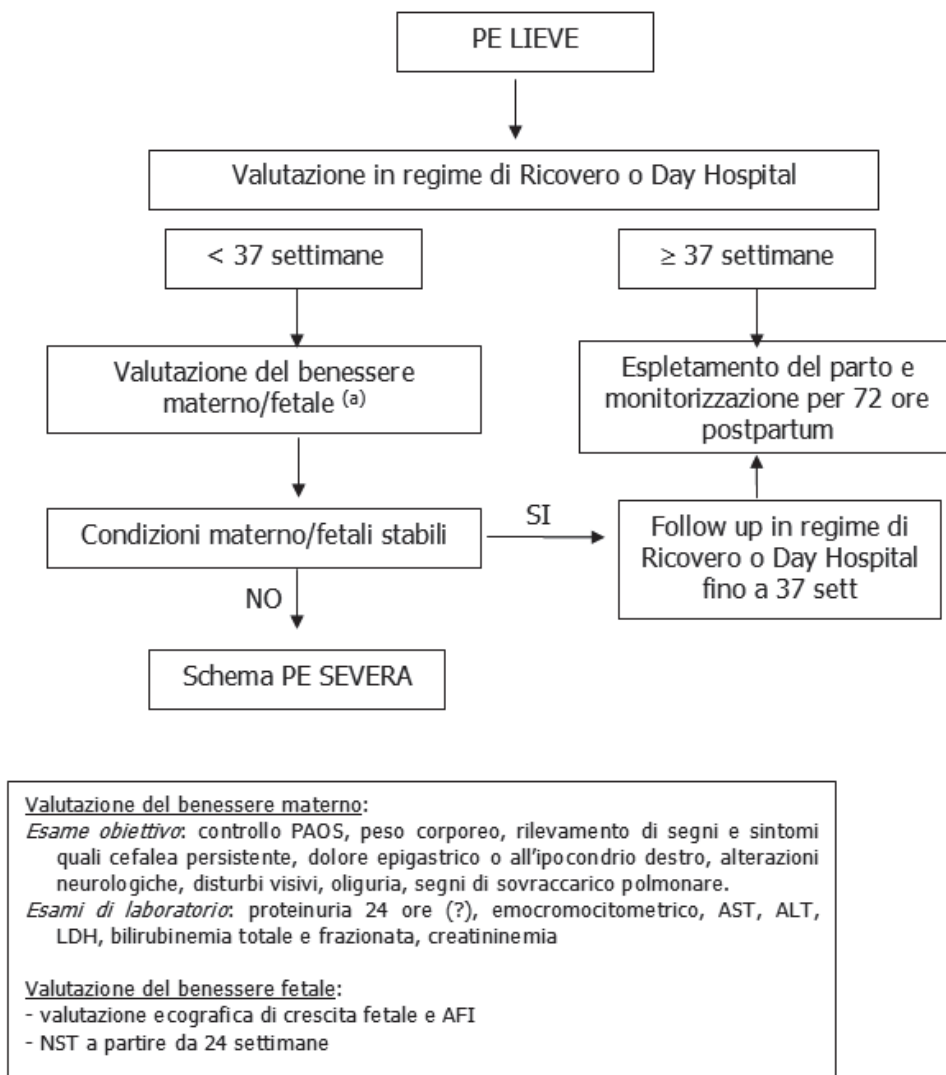 PE LIEVE
Valutazione in regime di Ricovero o Day Hospital
< 37 settimane
≥ 37 settimane
Valutazione del benessere
materno/fetale (a)
Espletamento del parto e
monitorizzazione per 72 ore
postpartum
Condizioni materno/fetali stabili
SI
Follow up in regime di
Ricovero o Day Hospital
fino a 37 sett
NO
Schema PE SEVERA
Valutazione del benessere materno:
Esame obiettivo: controllo PAOS, peso corporeo, rilevamento di segni e sintomi
quali cefalea persistente, dolore epigastrico o all'ipocondrio destro, alterazioni
neurologiche, disturbi visivi, oliguria, segni di sovraccarico polmonare.
Esami di laboratorio: proteinuria 24 ore (?), emocromocitometrico, AST, ALT,
LDH, bilirubinemia totale e frazionata, creatininemia
Valutazione del benessere fetale:
- valutazione ecografica di crescita fetale e AFI
- NST a partire da 24 settimane